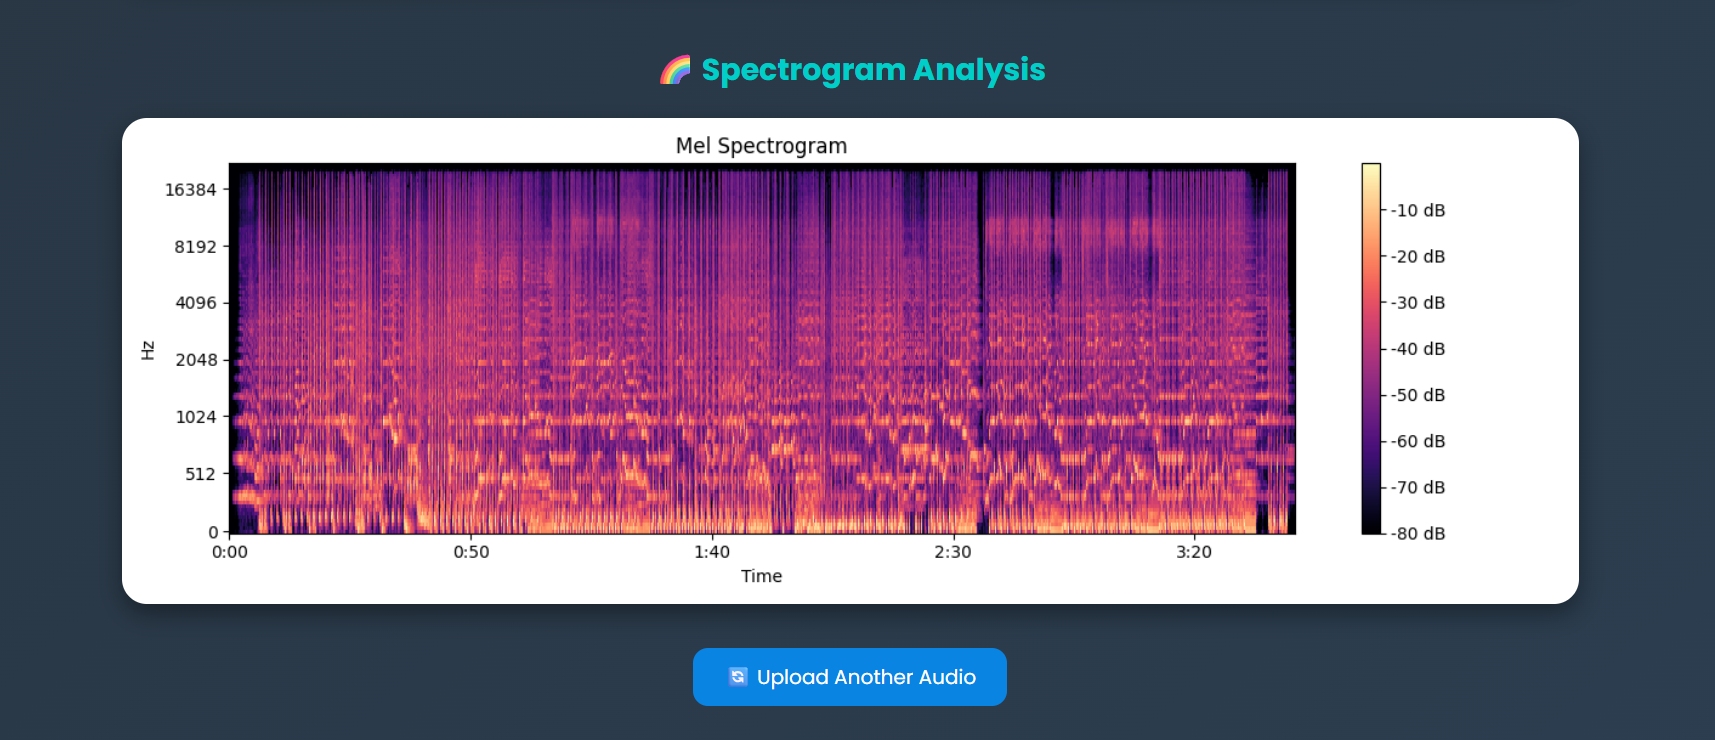 🌈 Spectrogram Analysis
Mel Spectrogram
16384
8192
4096
2048
1024
512
0
Hz
0:00 0:50 1:40 2:30 3:20
Time
-10 dB
-20 dB
-30 dB
-40 dB
-50 dB
-60 dB
-70 dB
-80 dB
🔄 Upload Another Audio